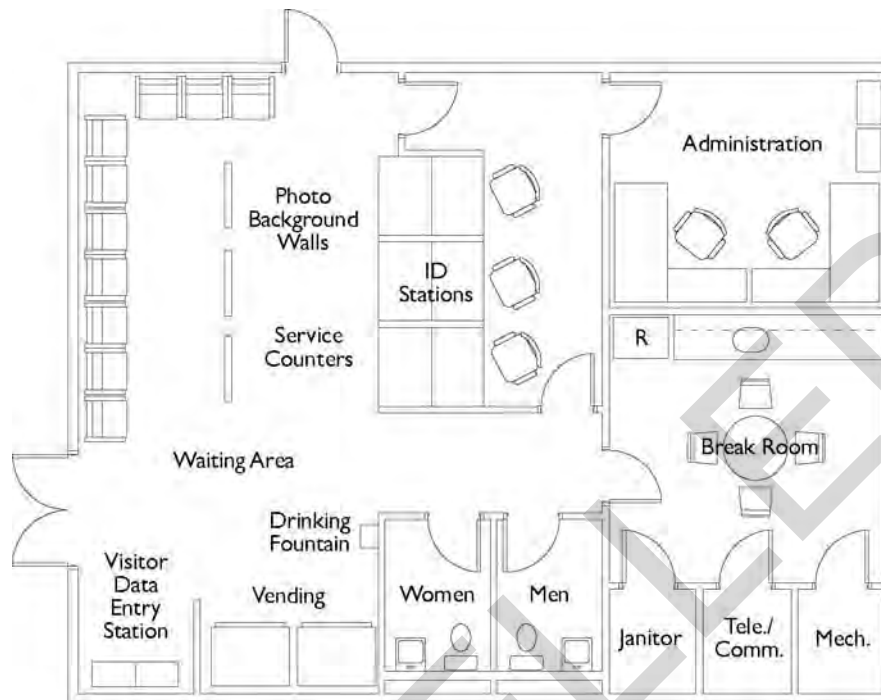 Administration
Photo
Background
Walls
ID
Stations
Service
Counters
R
Break Room
Waiting Area
Drinking
Fountain
Visitor
Data
Entry
Station
Vending
Women
Men
Janitor
Tele./
Comm.
Mech.